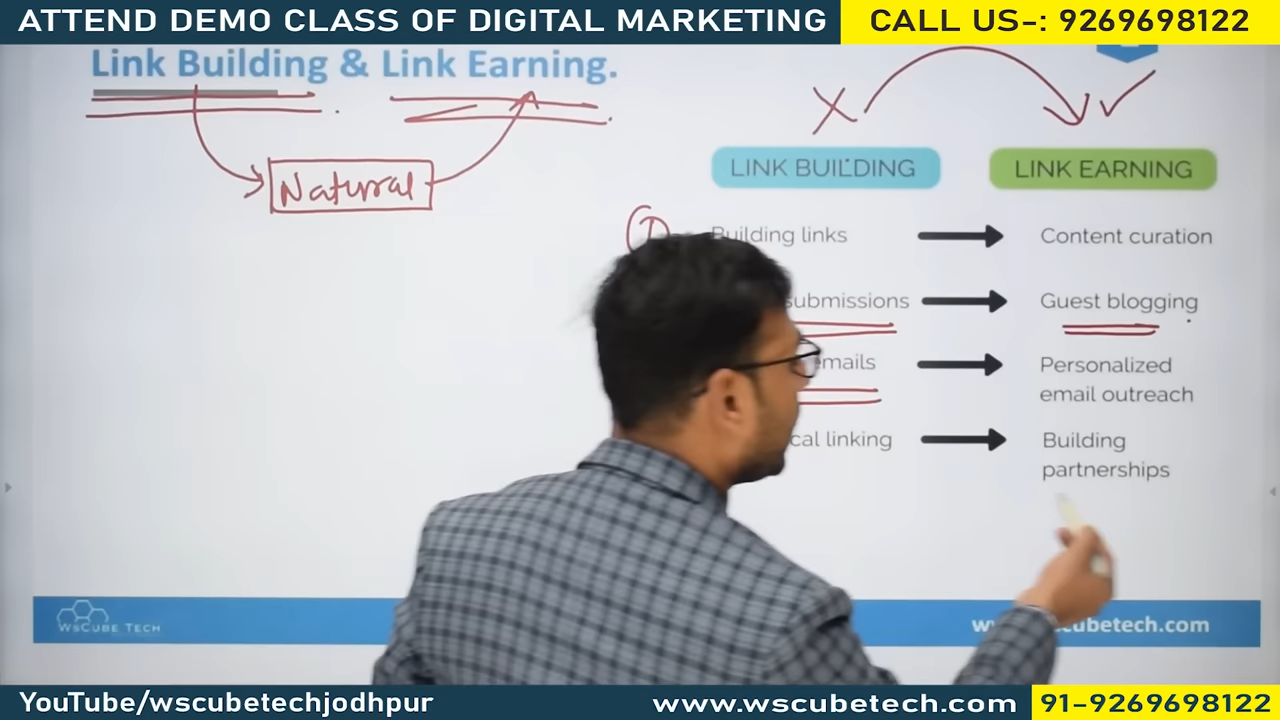 ATTEND DEMO CLASS OF DIGITAL MARKETING
CALL US-: 9269698122
Link Building & Link Earning.
Natural
LINK BUILDING
LINK EARNING
Building links
Content curation
submissions
Guest blogging
emails
Personalized
email outreach
linking
Building
partnerships
WSCUBE TECH
YouTube/wscubetechjodhpur
www.wscubetech.com
91-9269698122